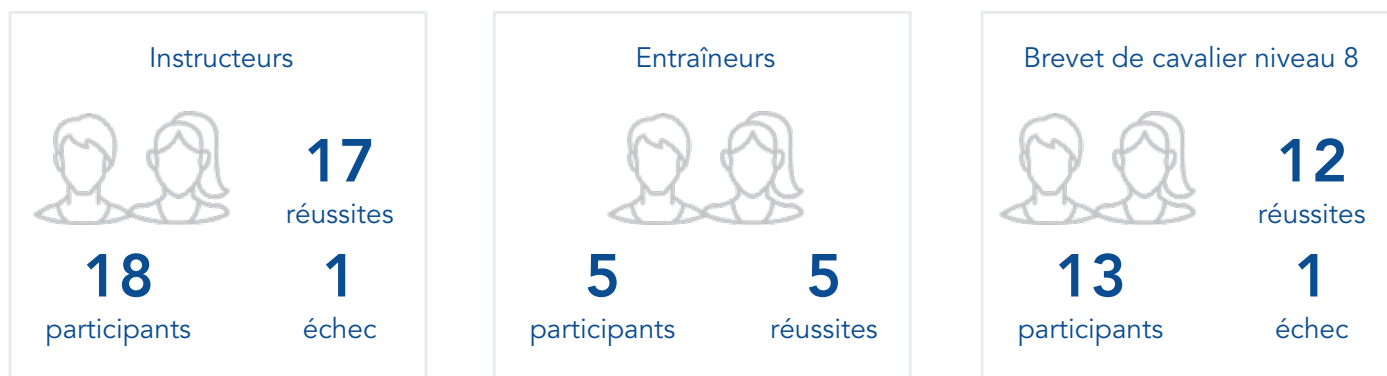 Instructeurs
17
réussites
18
participants
1
échec
Entraîneurs
5
participants
5
réussites
Brevet de cavalier niveau 8
12
réussites
13
participants
1
échec